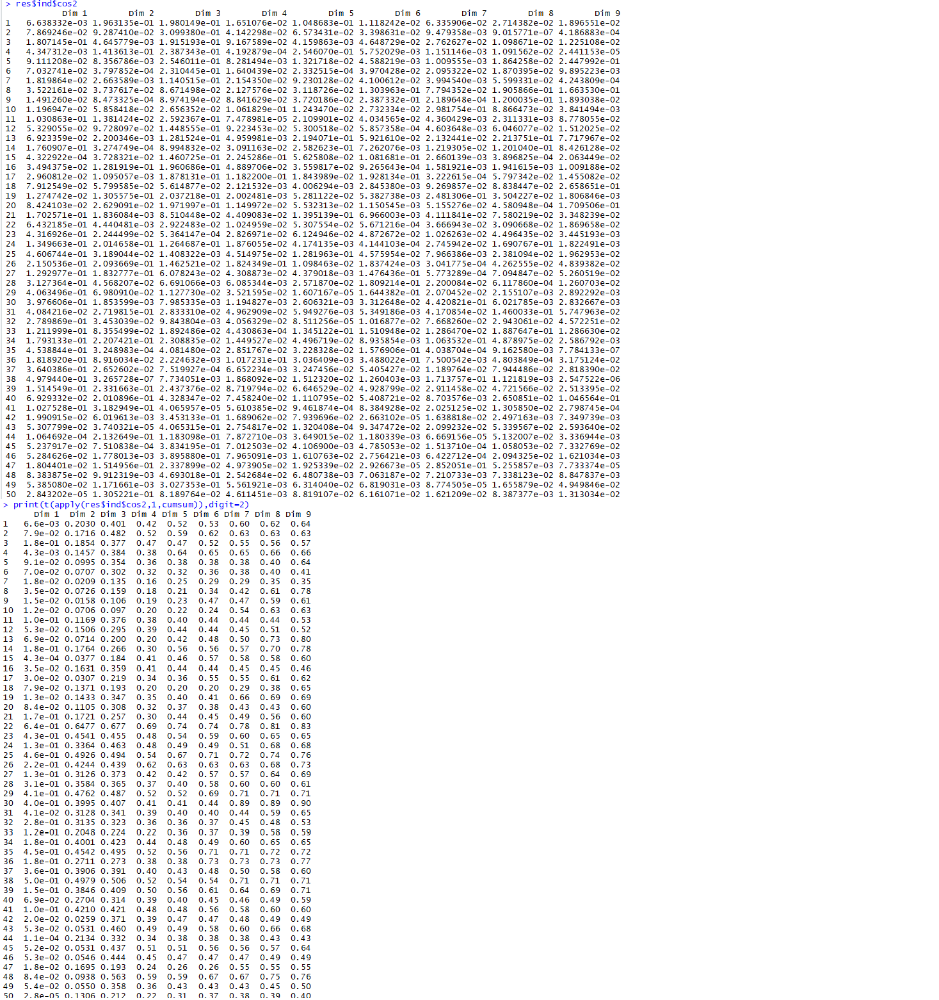 > res$ind$cos2
Dim 1 Dim 2 Dim 3 Dim 4 Dim 5 Dim 6 Dim 7 Dim 8 Dim 9
1 6.638332e-03 1.963135e-01 1.980149e-01 1.651076e-02 1.048683e-01 1.118242e-02 6.335906e-02 2.714382e-02 1.896551e-02
2 7.869246e-02 9.287410e-02 3.099380e-01 4.142298e-02 6.573431e-02 3.398631e-02 9.479358e-03 9.015771e-07 4.186883e-04
3 1.807145e-01 4.645779e-03 1.915193e-01 9.167589e-02 4.159863e-03 4.648729e-02 2.762627e-02 1.098671e-02 1.225108e-02
4 4.347312e-03 1.413613e-01 2.387343e-01 4.192879e-04 2.546070e-01 5.752029e-03 1.151146e-03 1.091562e-02 2.441153e-05
5 9.111208e-02 8.356786e-03 2.546011e-01 8.281494e-03 1.321718e-02 4.588219e-03 1.009555e-03 1.864258e-02 2.447992e-01
6 7.032741e-02 3.797852e-04 2.310445e-01 1.640439e-02 2.332515e-04 3.970428e-02 2.095322e-02 1.870395e-02 9.895223e-03
7 1.819864e-02 2.663589e-03 1.140515e-01 2.154350e-02 9.230128e-02 4.100612e-02 3.994540e-03 5.599331e-02 4.243809e-04
8 3.522161e-02 3.737617e-02 8.671498e-02 2.127576e-02 3.118726e-02 1.303963e-01 7.794352e-02 1.905866e-01 1.663530e-01
9 1.491260e-02 8.473325e-04 8.974194e-02 8.841629e-02 3.720186e-02 2.387332e-01 2.189648e-04 1.200035e-01 1.893038e-02
10 1.196947e-02 5.858418e-02 2.656352e-02 1.061829e-01 1.243470e-02 2.732334e-02 2.981754e-01 8.866473e-02 3.841494e-03
11 1.030863e-01 1.381424e-02 2.592367e-01 7.478981e-05 2.109901e-02 4.034565e-02 4.360429e-03 2.311331e-03 8.778055e-02
12 5.329055e-02 9.728097e-02 1.448555e-01 9.223453e-02 5.300518e-02 5.857358e-04 4.603648e-03 6.046077e-02 1.512025e-02
13 6.923359e-02 2.200346e-03 1.281524e-01 4.959981e-03 2.194071e-01 5.921610e-02 2.132441e-02 2.213751e-01 7.717967e-02
14 1.760907e-01 3.274749e-04 8.994832e-02 3.091163e-02 2.582623e-01 7.262076e-03 1.219305e-02 1.201040e-01 8.426128e-02
15 4.322922e-04 3.728321e-02 1.460725e-01 2.245286e-01 5.625808e-02 1.081681e-01 2.660139e-03 3.896825e-04 2.063449e-02
16 3.494375e-02 1.281919e-01 1.960686e-01 4.889706e-02 3.559817e-02 9.265643e-04 1.581921e-03 1.941615e-03 1.009188e-02
17 2.960812e-02 1.095057e-03 1.878131e-01 1.182200e-01 1.843989e-02 1.928134e-01 3.222615e-04 5.797342e-02 1.455082e-02
18 7.912549e-02 5.799585e-02 5.614877e-02 2.121532e-03 4.006294e-03 2.845380e-03 9.269857e-02 8.838447e-02 2.658651e-01
19 1.274742e-02 1.305575e-01 2.037218e-01 2.002481e-03 5.281122e-02 5.382738e-03 2.481306e-01 3.504227e-02 1.806846e-03
20 8.424103e-02 2.629091e-02 1.971997e-01 1.149972e-02 5.532313e-02 1.150545e-03 5.155276e-02 4.580948e-04 1.709506e-01
21 1.702571e-01 1.836084e-03 8.510448e-02 4.409083e-02 1.395139e-01 6.966003e-03 4.111841e-02 7.580219e-02 3.348239e-02
22 6.432185e-01 4.440481e-03 2.922483e-02 1.024959e-02 5.307554e-02 5.671216e-04 3.666943e-02 3.090668e-02 1.869658e-02
23 4.316926e-01 2.244499e-02 5.364147e-04 2.826971e-02 6.124946e-02 4.872672e-02 1.026263e-02 4.496435e-02 3.445193e-03
24 1.349663e-01 2.014658e-01 1.264687e-01 1.876055e-02 4.174135e-03 4.144103e-04 2.745942e-02 1.690767e-01 1.822491e-03
25 4.606744e-01 3.189044e-02 1.408322e-03 4.514975e-02 1.281963e-01 4.575954e-02 7.966386e-03 2.381094e-02 1.962953e-02
26 2.150536e-01 2.093669e-01 1.462521e-02 1.824349e-01 1.098463e-02 1.837424e-03 3.041775e-04 4.262555e-02 4.839382e-02
27 1.292977e-01 1.832777e-01 6.078243e-02 4.308873e-02 4.379018e-03 1.476436e-01 5.773289e-04 7.094847e-02 5.260519e-02
28 3.127364e-01 4.568207e-02 6.691066e-03 6.085344e-03 2.571870e-02 1.809214e-01 2.200084e-02 6.117860e-04 1.260703e-02
29 4.063496e-01 6.980910e-02 1.127730e-02 3.521595e-02 1.607167e-05 1.644382e-01 2.070452e-02 2.155107e-03 2.892292e-03
30 3.976606e-01 1.853599e-03 7.985335e-03 1.194827e-03 2.606321e-03 3.312648e-02 4.420821e-01 6.021785e-03 2.832667e-03
31 4.084216e-02 2.719815e-01 2.833310e-02 4.962909e-02 5.949276e-03 5.349186e-03 4.170854e-02 1.460033e-01 5.747963e-02
32 2.789869e-01 3.453039e-02 9.843804e-03 4.056329e-02 8.511256e-05 1.016877e-02 7.668260e-02 2.943061e-02 4.572251e-02
33 1.211999e-01 8.355499e-02 1.892486e-02 4.430863e-04 1.345122e-01 1.510948e-02 1.286470e-02 1.887647e-01 1.286630e-02
34 1.793133e-01 2.207421e-01 2.308835e-02 1.449527e-02 4.496719e-02 8.935854e-03 1.063532e-01 4.878975e-02 2.586792e-03
35 4.538844e-01 3.248983e-04 4.081480e-02 2.851767e-02 3.228328e-02 1.576906e-01 4.038704e-04 9.162580e-03 7.784133e-07
36 1.818920e-01 8.916034e-02 2.224632e-03 1.017231e-01 3.036409e-03 3.488022e-01 7.500542e-03 4.803849e-04 3.175124e-02
37 3.640386e-01 2.652602e-02 7.519927e-04 6.652234e-03 3.247456e-02 5.405427e-02 1.189764e-02 7.944486e-02 2.818390e-02
38 4.979440e-01 3.265728e-07 7.734051e-03 1.868092e-02 1.512320e-02 1.260403e-03 1.713757e-01 1.121819e-03 2.547522e-06
39 1.514549e-01 2.331663e-01 2.437376e-02 8.719794e-02 6.646529e-02 4.928799e-02 2.911458e-02 4.721566e-02 2.513395e-02
40 6.929332e-02 2.010896e-01 4.328347e-02 7.458240e-02 1.110795e-02 5.408721e-02 8.703576e-03 2.650851e-02 1.046564e-01
41 1.027528e-01 3.182949e-01 4.065957e-05 5.610385e-02 9.461874e-04 8.384928e-02 2.025125e-02 1.305850e-02 2.798745e-04
42 1.990915e-02 6.019613e-03 3.453133e-01 1.689062e-02 7.939696e-02 2.663102e-05 1.638818e-02 2.497163e-03 7.349739e-03
43 5.307799e-02 3.740321e-05 4.065315e-01 2.754817e-02 1.320408e-04 9.347472e-02 2.099232e-02 5.339567e-02 2.593640e-02
44 1.064692e-04 2.132649e-01 1.183098e-01 7.872710e-03 3.649015e-02 1.180339e-03 6.669156e-05 5.132007e-02 3.336944e-03
45 5.237917e-02 7.510838e-04 3.834195e-01 7.012503e-02 4.106900e-03 4.785053e-02 1.513710e-04 1.058053e-02 7.332769e-02
46 5.284626e-02 1.778013e-03 3.895880e-01 7.965091e-03 1.610763e-02 2.756421e-03 6.422712e-04 2.094325e-02 1.621034e-03
47 1.804401e-02 1.514956e-01 2.337899e-02 4.973905e-02 1.925339e-02 2.926673e-05 2.852051e-01 5.255857e-03 7.733374e-05
48 8.383875e-02 9.912319e-03 4.693018e-01 2.542684e-02 6.480738e-03 7.063187e-02 7.210733e-03 7.338123e-02 8.847837e-03
49 5.385080e-02 1.171661e-03 3.027353e-01 5.561921e-03 6.314040e-02 6.819031e-03 8.774505e-05 1.655879e-02 4.949846e-02
50 2.843202e-05 1.305221e-01 8.189764e-02 4.611451e-03 8.819107e-02 6.161071e-02 1.621209e-02 8.387377e-03 1.313034e-02
> print(t(apply(res$ind$cos2,1,cumsum)),digit=2)
Dim 1 Dim 2 Dim 3 Dim 4 Dim 5 Dim 6 Dim 7 Dim 8 Dim 9
1 6.6e-03 0.2030 0.401 0.42 0.52 0.53 0.60 0.62 0.64
2 7.9e-02 0.1716 0.482 0.52 0.59 0.62 0.63 0.63 0.63
3 1.8e-01 0.1854 0.377 0.47 0.47 0.52 0.55 0.56 0.57
4 4.3e-03 0.1457 0.384 0.38 0.64 0.65 0.65 0.66 0.66
5 9.1e-02 0.0995 0.354 0.36 0.38 0.38 0.38 0.40 0.64
6 7.0e-02 0.0707 0.302 0.32 0.32 0.36 0.38 0.40 0.41
7 1.8e-02 0.0209 0.135 0.16 0.25 0.29 0.29 0.35 0.35
8 3.5e-02 0.0726 0.159 0.18 0.21 0.34 0.42 0.61 0.78
9 1.5e-02 0.0158 0.106 0.19 0.23 0.47 0.47 0.59 0.61
10 1.2e-02 0.0706 0.097 0.20 0.22 0.24 0.54 0.63 0.63
11 1.0e-01 0.1169 0.376 0.38 0.40 0.44 0.44 0.44 0.53
12 5.3e-02 0.1506 0.295 0.39 0.44 0.44 0.45 0.51 0.52
13 6.9e-02 0.0714 0.200 0.20 0.42 0.48 0.50 0.73 0.80
14 1.8e-01 0.1764 0.266 0.30 0.56 0.56 0.57 0.70 0.78
15 4.3e-04 0.0377 0.184 0.41 0.46 0.57 0.58 0.58 0.60
16 3.5e-02 0.1631 0.359 0.41 0.44 0.44 0.45 0.45 0.46
17 3.0e-02 0.0307 0.219 0.34 0.36 0.55 0.55 0.61 0.62
18 7.9e-02 0.1371 0.193 0.20 0.20 0.20 0.29 0.38 0.65
19 1.3e-02 0.1433 0.347 0.35 0.40 0.41 0.66 0.69 0.69
20 8.4e-02 0.1105 0.308 0.32 0.37 0.38 0.43 0.43 0.60
21 1.7e-01 0.1721 0.257 0.30 0.44 0.45 0.49 0.56 0.60
22 6.4e-01 0.6477 0.677 0.69 0.74 0.74 0.78 0.81 0.83
23 4.3e-01 0.4541 0.455 0.48 0.54 0.59 0.60 0.65 0.65
24 1.3e-01 0.3364 0.463 0.48 0.49 0.49 0.51 0.68 0.68
25 4.6e-01 0.4926 0.494 0.54 0.67 0.71 0.72 0.74 0.76
26 2.2e-01 0.4244 0.439 0.62 0.63 0.63 0.63 0.68 0.73
27 1.3e-01 0.3126 0.373 0.42 0.42 0.57 0.57 0.64 0.69
28 3.1e-01 0.3584 0.365 0.37 0.40 0.58 0.60 0.60 0.61
29 4.1e-01 0.4762 0.487 0.52 0.52 0.69 0.71 0.71 0.71
30 4.0e-01 0.3995 0.407 0.41 0.41 0.44 0.89 0.89 0.90
31 4.1e-02 0.3128 0.341 0.39 0.40 0.40 0.44 0.59 0.65
32 2.8e-01 0.3135 0.323 0.36 0.36 0.37 0.45 0.48 0.53
33 1.2e-01 0.2048 0.224 0.22 0.36 0.37 0.39 0.58 0.59
34 1.8e-01 0.4001 0.423 0.44 0.48 0.49 0.60 0.65 0.65
35 4.5e-01 0.4542 0.495 0.52 0.56 0.71 0.71 0.72 0.72
36 1.8e-01 0.2711 0.273 0.38 0.38 0.73 0.73 0.73 0.77
37 3.6e-01 0.3906 0.391 0.40 0.43 0.48 0.50 0.58 0.60
38 5.0e-01 0.4979 0.506 0.52 0.54 0.54 0.71 0.71 0.71
39 1.5e-01 0.3846 0.409 0.50 0.56 0.61 0.64 0.69 0.71
40 6.9e-02 0.2704 0.314 0.39 0.40 0.45 0.46 0.49 0.59
41 1.0e-01 0.4210 0.421 0.48 0.48 0.56 0.58 0.60 0.60
42 2.0e-02 0.0259 0.371 0.39 0.47 0.47 0.48 0.49 0.49
43 5.3e-02 0.0531 0.460 0.49 0.49 0.58 0.60 0.66 0.68
44 1.1e-04 0.2134 0.332 0.34 0.38 0.38 0.38 0.43 0.43
45 5.2e-02 0.0531 0.437 0.51 0.51 0.56 0.56 0.57 0.64
46 5.3e-02 0.0546 0.444 0.45 0.47 0.47 0.47 0.49 0.49
47 1.8e-02 0.1695 0.193 0.24 0.26 0.26 0.55 0.55 0.55
48 8.4e-02 0.0938 0.563 0.59 0.59 0.67 0.67 0.75 0.76
49 5.4e-02 0.0550 0.358 0.36 0.43 0.43 0.43 0.45 0.50
50 2.8e-05 0.1306 0.212 0.22 0.31 0.37 0.38 0.39 0.40